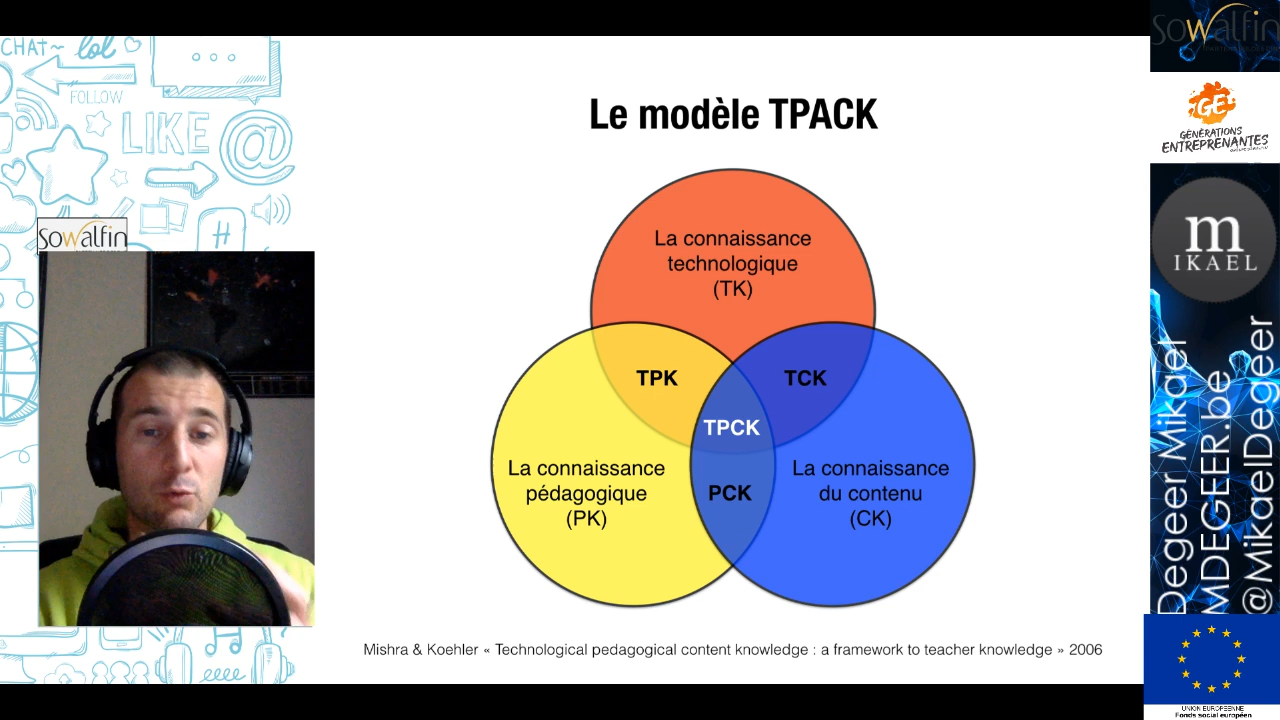 CHAT~ lol
FOLLOW
LIKE
@
#
Sowalfin
Le modèle TPACK
La connaissance
technologique
(TK)
TPK
TCK
TPCK
La connaissance
pédagogique
(PK)
PCK
La connaissance
du contenu
(CK)
Mishra & Koehler « Technological pedagogical content knowledge : a framework to teacher knowledge » 2006
Sowalfin
GE
GÉNÉRATIONS
ENTREPRENANTES
m
IKAEL
Degeer Mikael
MDEGEER.be
@MikaelDegeer
UNION EUROPEENNE
Fonds social européen